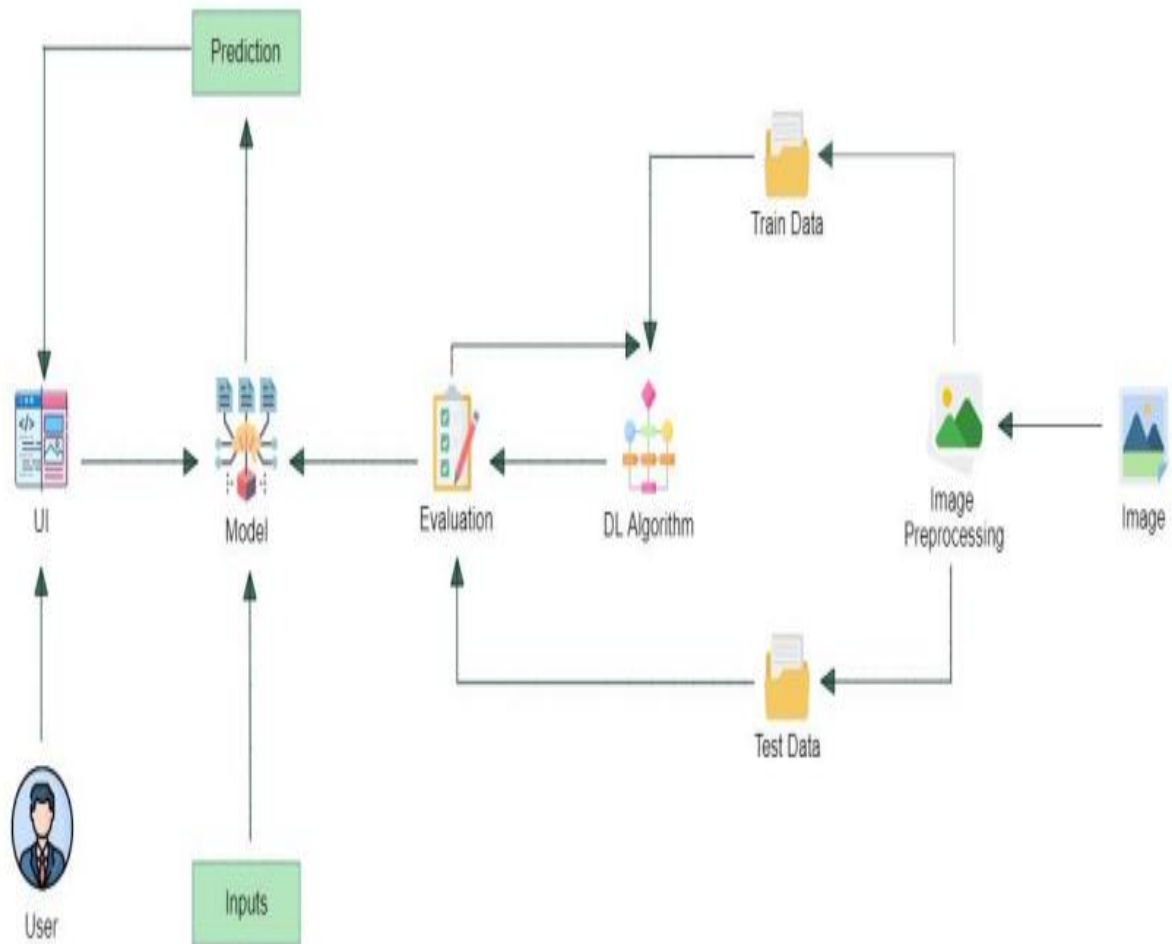 Prediction
Train Data
UI
Model
Evaluation
DL Algorithm
Image
Preprocessing
Image
Test Data
User
Inputs